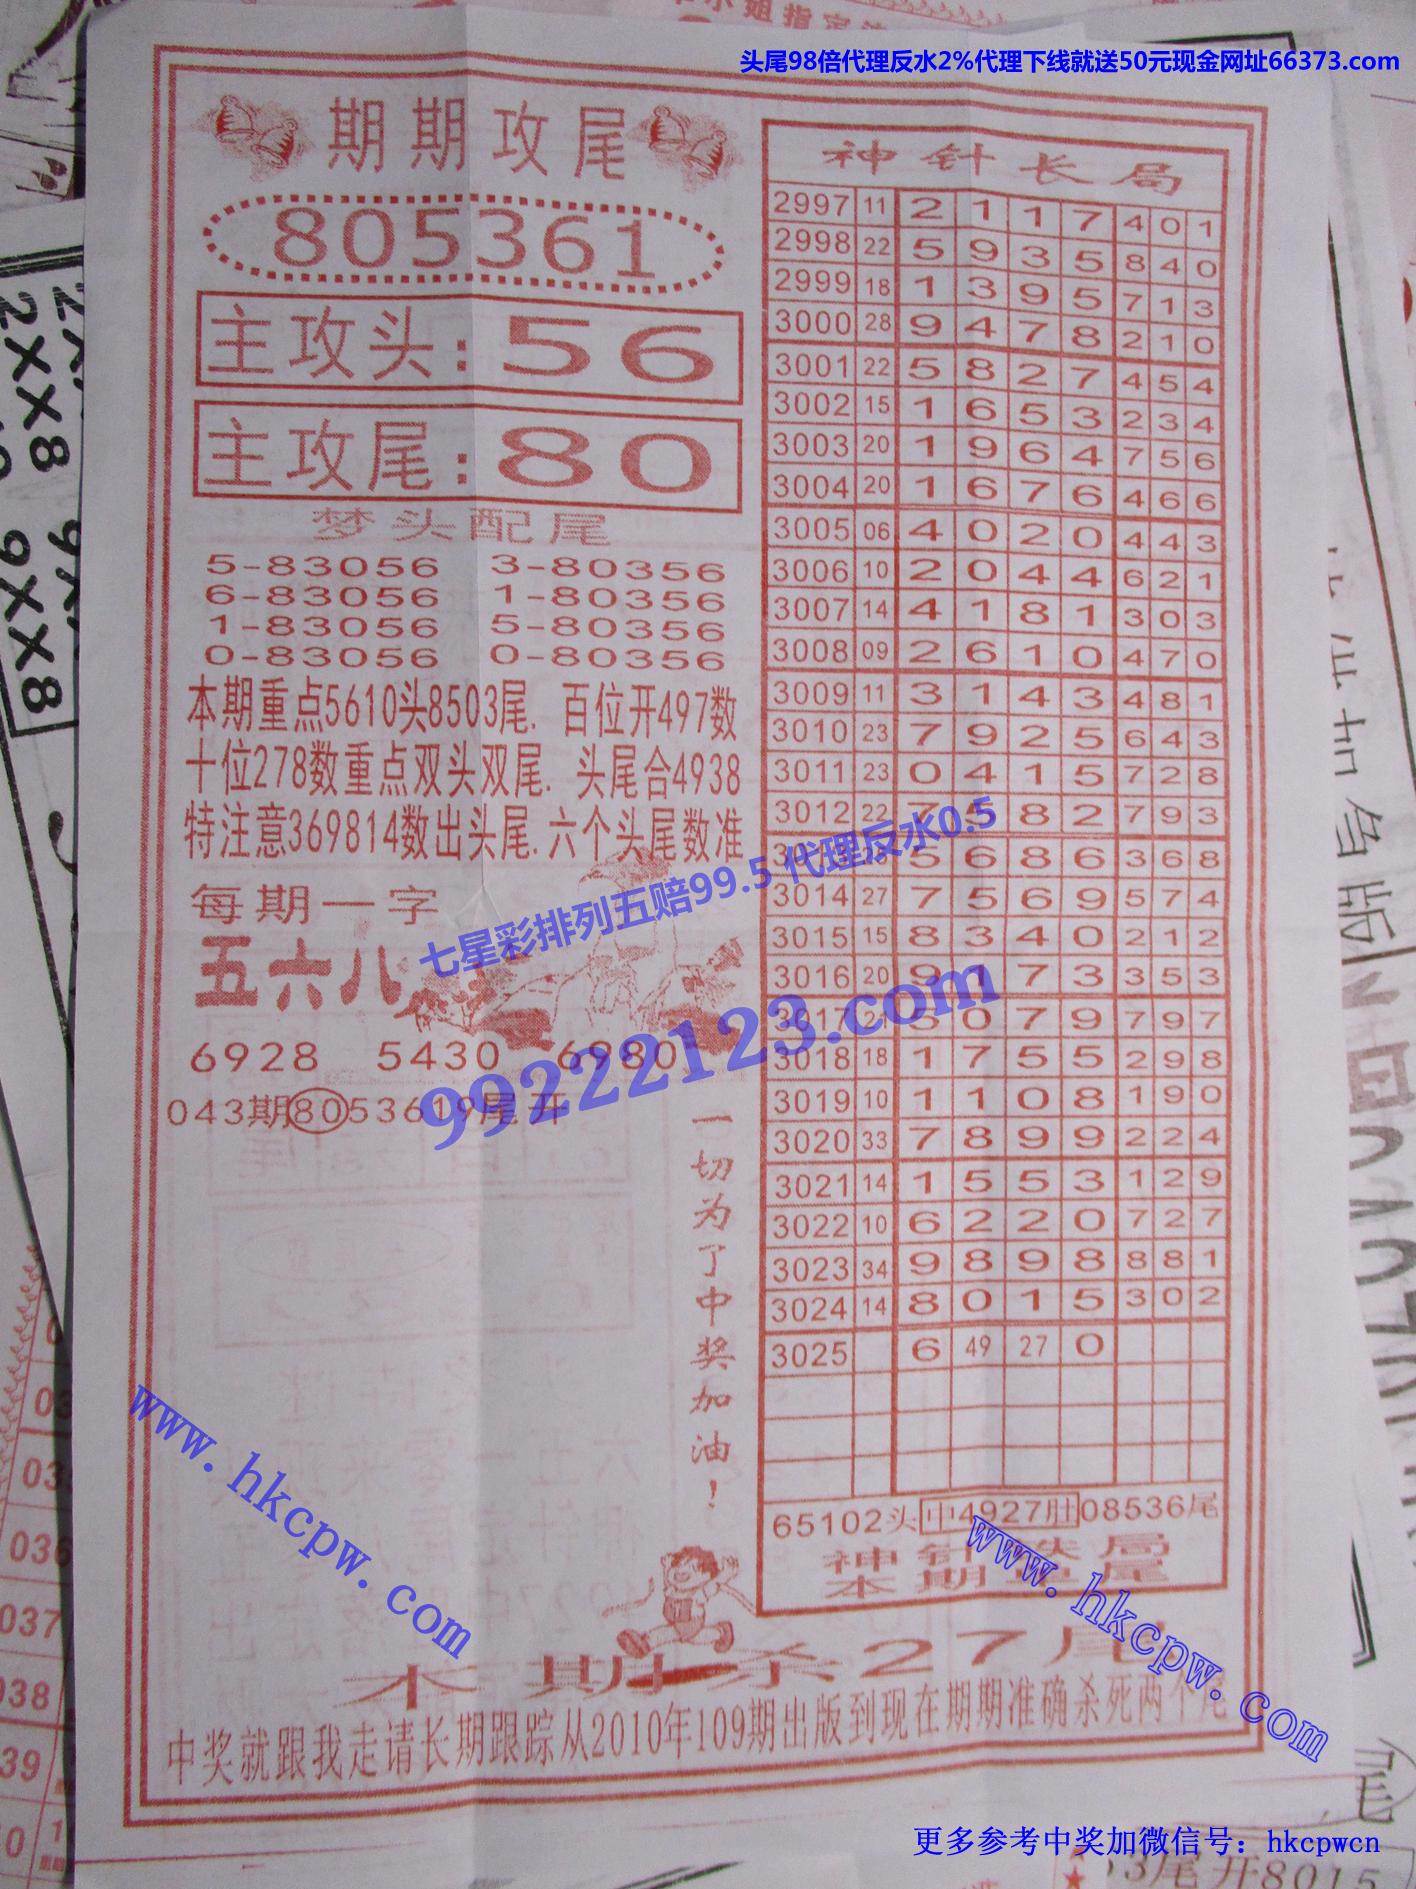 头尾98倍代理反水2%代理下线就送50元现金网址66373.com
期期攻尾
805361
主攻头:56
主攻尾:80
梦头配尾
5-83056 3-80356
6-83056 1-80356
1-83056 5-80356
0-83056 0-80356
本期重点5610头8503尾. 百位开497数
十位278数重点双头双尾. 头尾合4938
特注意369814数出头尾.六个头尾数准
每期一字
五六八
6928 5430 6980
043期8053619尾开
一切为了中奖加油!
神针长局
2997 11 2 1 1 7 4 0 1
2998 22 5 9 3 5 8 4 0
2999 18 1 3 9 5 7 1 3
3000 28 9 4 7 8 2 1 0
3001 22 5 8 2 7 4 5 4
3002 15 1 6 5 3 2 3 4
3003 20 1 9 6 4 7 5 6
3004 20 1 6 7 6 4 6 6
3005 06 4 0 2 0 4 4 3
3006 10 2 0 4 4 6 2 1
3007 14 4 1 8 1 3 0 3
3008 09 2 6 1 0 4 7 0
3009 11 3 1 4 3 4 8 1
3010 23 7 9 2 5 6 4 3
3011 23 0 4 1 5 7 2 8
3012 22 7 5 8 2 7 9 3
5 6 8 6 3 6 8
3014 27 7 5 6 9 5 7 4
3015 15 8 3 4 0 2 1 2
3016 20 9 1 7 3 3 5 3
3017 21 5 0 7 9 7 9 7
3018 18 1 7 5 5 2 9 8
3019 10 1 1 0 8 1 9 0
3020 33 7 8 9 9 2 2 4
3021 14 1 5 5 3 1 2 9
3022 10 6 2 2 0 7 2 7
3023 34 9 8 9 8 8 8 1
3024 14 8 0 1 5 3 0 2
3025 6 49 27 0
65102头中4927肚08536尾
神针 局
本期 尾
本期杀27尾
中奖就跟我走请长期跟踪从2010年109期出版到现在期期准确杀死两个尾
七星彩排列五赔99.5 代理反水0.5
99222123.com
www.hkcpw.com
www.hkcpw.com
更多参考中奖加微信号：hkcpwcn